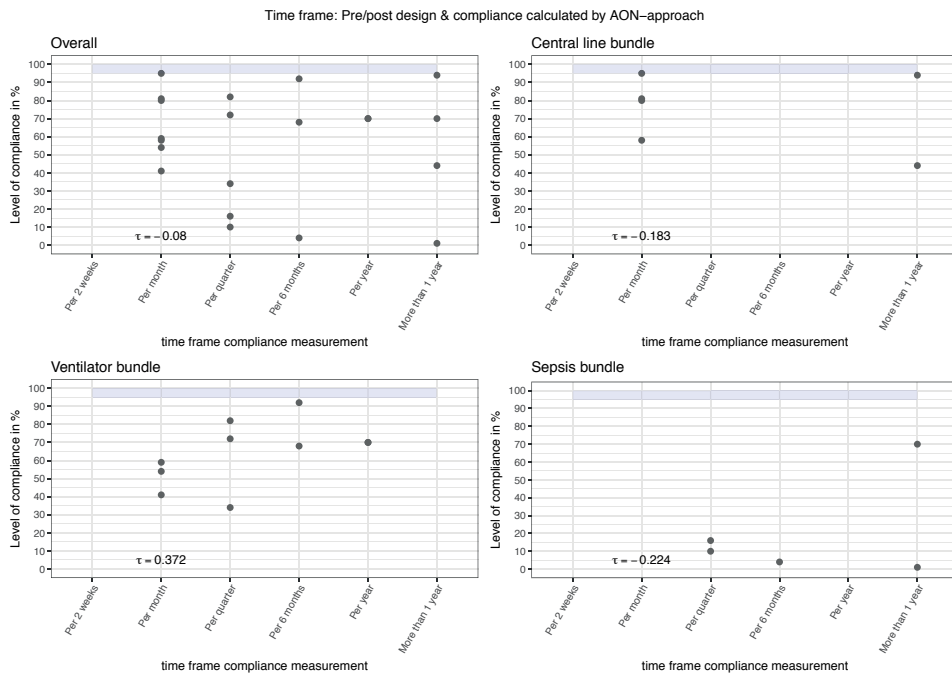 Time frame: Pre/post design & compliance calculated by AON−approach
Overall
Level of compliance in %
100
90
80
70
60
50
40
30
20
10
0
τ = −0.08
Per 2 weeks
Per month
Per quarter
Per 6 months
Per year
More than 1 year
time frame compliance measurement
Central line bundle
Level of compliance in %
100
90
80
70
60
50
40
30
20
10
0
τ = −0.183
Per 2 weeks
Per month
Per quarter
Per 6 months
Per year
More than 1 year
time frame compliance measurement
Ventilator bundle
Level of compliance in %
100
90
80
70
60
50
40
30
20
10
0
τ = 0.372
Per 2 weeks
Per month
Per quarter
Per 6 months
Per year
More than 1 year
time frame compliance measurement
Sepsis bundle
Level of compliance in %
100
90
80
70
60
50
40
30
20
10
0
τ = −0.224
Per 2 weeks
Per month
Per quarter
Per 6 months
Per year
More than 1 year
time frame compliance measurement